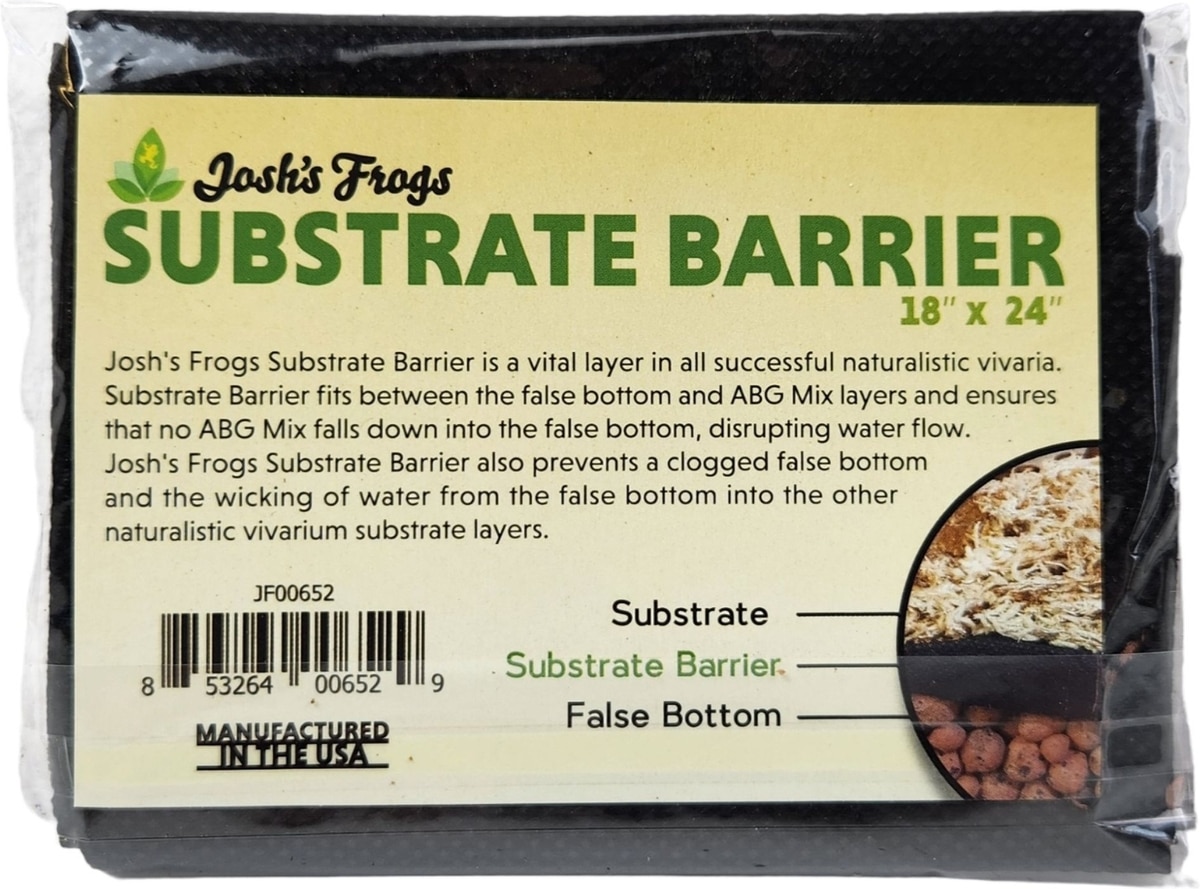 Josh's Frogs
SUBSTRATE BARRIER
18" x 24"
Josh's Frogs Substrate Barrier is a vital layer in all successful naturalistic vivaria.
Substrate Barrier fits between the false bottom and ABG Mix layers and ensures
that no ABG Mix falls down into the false bottom, disrupting water flow.
Josh's Frogs Substrate Barrier also prevents a clogged false bottom
and the wicking of water from the false bottom into the other
naturalistic vivarium substrate layers.
JF00652
8 53264 00652 9
MANUFACTURED
IN THE USA
Substrate
Substrate Barrier
False Bottom